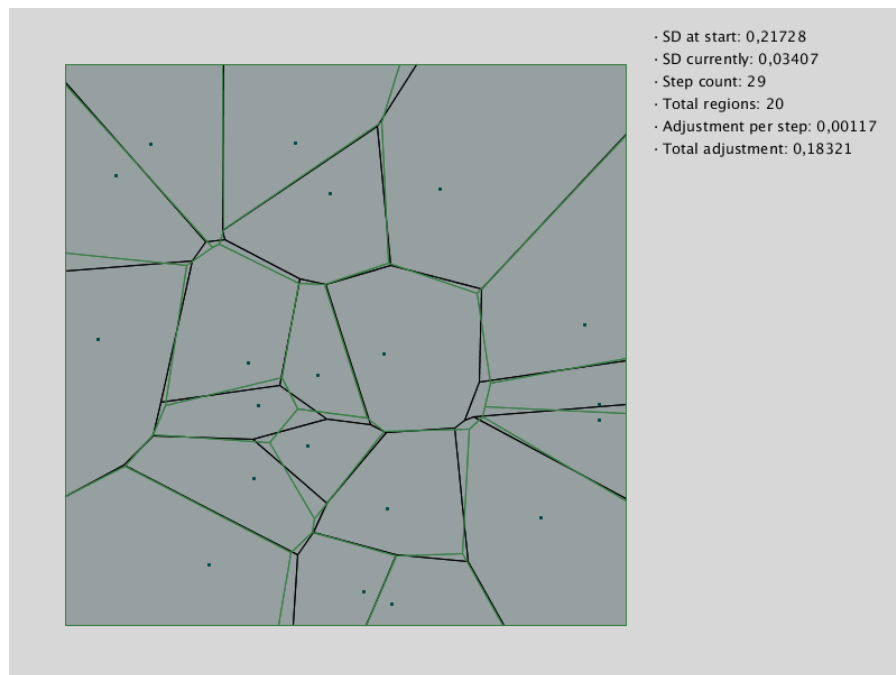 · SD at start: 0,21728
· SD currently: 0,03407
· Step count: 29
· Total regions: 20
· Adjustment per step: 0,00117
· Total adjustment: 0,18321